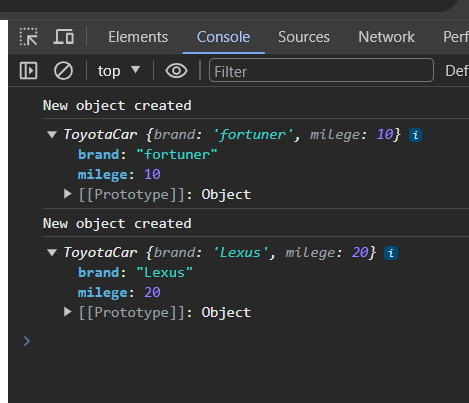 Elements Console Sources Network Perf
top Filter Def
New object created
ToyotaCar {brand: 'fortuner', milege: 10} i
brand: "fortuner"
milege: 10
[[Prototype]]: Object
New object created
ToyotaCar {brand: 'Lexus', milege: 20} i
brand: "Lexus"
milege: 20
[[Prototype]]: Object